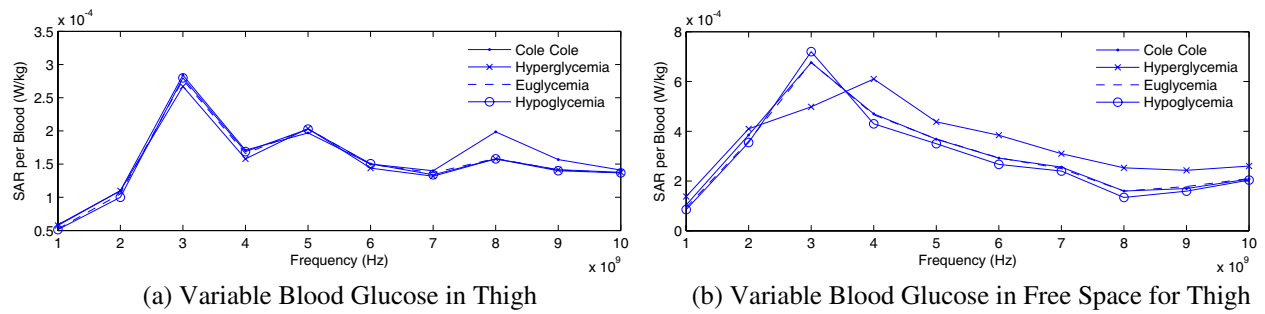 x 10⁻⁴
3.5
3
2.5
2
1.5
1
0.5
SAR per Blood (W/kg)
Cole Cole
Hyperglycemia
Euglycemia
Hypoglycemia
1 2 3 4 5 6 7 8 9 10
Frequency (Hz)
x 10⁹
(a) Variable Blood Glucose in Thigh
x 10⁻⁴
8
6
4
2
0
SAR per Blood (W/kg)
Cole Cole
Hyperglycemia
Euglycemia
Hypoglycemia
1 2 3 4 5 6 7 8 9 10
Frequency (Hz)
x 10⁹
(b) Variable Blood Glucose in Free Space for Thigh